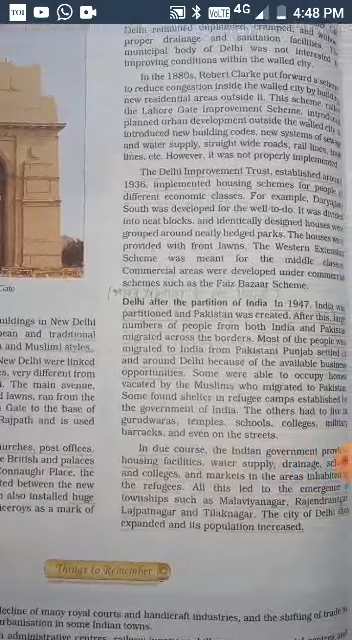 TOI
VoLTE 4G 4:48 PM
Delhi remained unplanned, cramped, and with
proper drainage and sanitation facilities. The
municipal body of Delhi was not interested
improving conditions within the walled city.
In the 1880s, Robert Clarke put forward a scheme
to reduce congestion inside the walled city by
new residential areas outside it. This scheme,
the Lahore Gate Improvement Scheme,
planned urban development outside the walled city
introduced new building codes, new systems of
and water supply, straight wide roads, rail lines,
lines, etc. However, it was not properly implemented
The Delhi Improvement Trust, established around
1936, implemented housing schemes for people
different economic classes. For example, Daryaganj
South was developed for the well-to-do. It was divided
into neat blocks, and identically designed houses were
grouped around neatly hedged parks. The houses were
provided with front lawns. The Western Extension
Scheme was meant for the middle classes
Commercial areas were developed under commercial
schemes such as the Faiz Bazaar Scheme.
Delhi after the partition of India In 1947, India was
partitioned and Pakistan was created. After this,
numbers of people from both India and Pakistan
migrated across the borders. Most of the people who
migrated to India from Pakistani Punjab settled
and around Delhi because of the available business
opportunities. Some were able to occupy homes
vacated by the Muslims who migrated to Pakistan.
Some found shelter in refugee camps established by
the government of India. The others had to live in
gurudwaras, temples, schools, colleges, military
barracks, and even on the streets.
In due course, the Indian government
housing facilities, water supply, drainage,
and colleges, and markets in the areas inhabited
the refugees. All this led to the emergence
townships such as Malaviyanagar,
Lajpatnagar and Tilaknagar. The city of Delhi
expanded and its population increased.
Gate
uildings in New Delhi
pean and traditional
and Muslim) styles.
New Delhi were linked
es, very different from
. The main avenue,
d lawns, ran from the
Gate to the base of
Rajpath and is used
urches, post offices,
e British and palaces
Connaught Place, the
ted between the new
also installed huge
iceroys as a mark of
Things to Remember
decline of many royal courts and handicraft industries, and the shifting of trade
urbanisation in some Indian towns.
administrative centres,